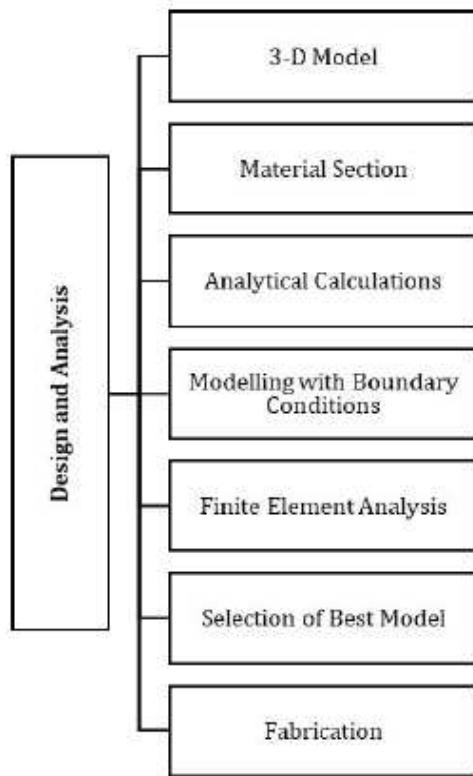 Design and Analysis
3-D Model
Material Section
Analytical Calculations
Modelling with Boundary
Conditions
Finite Element Analysis
Selection of Best Model
Fabrication